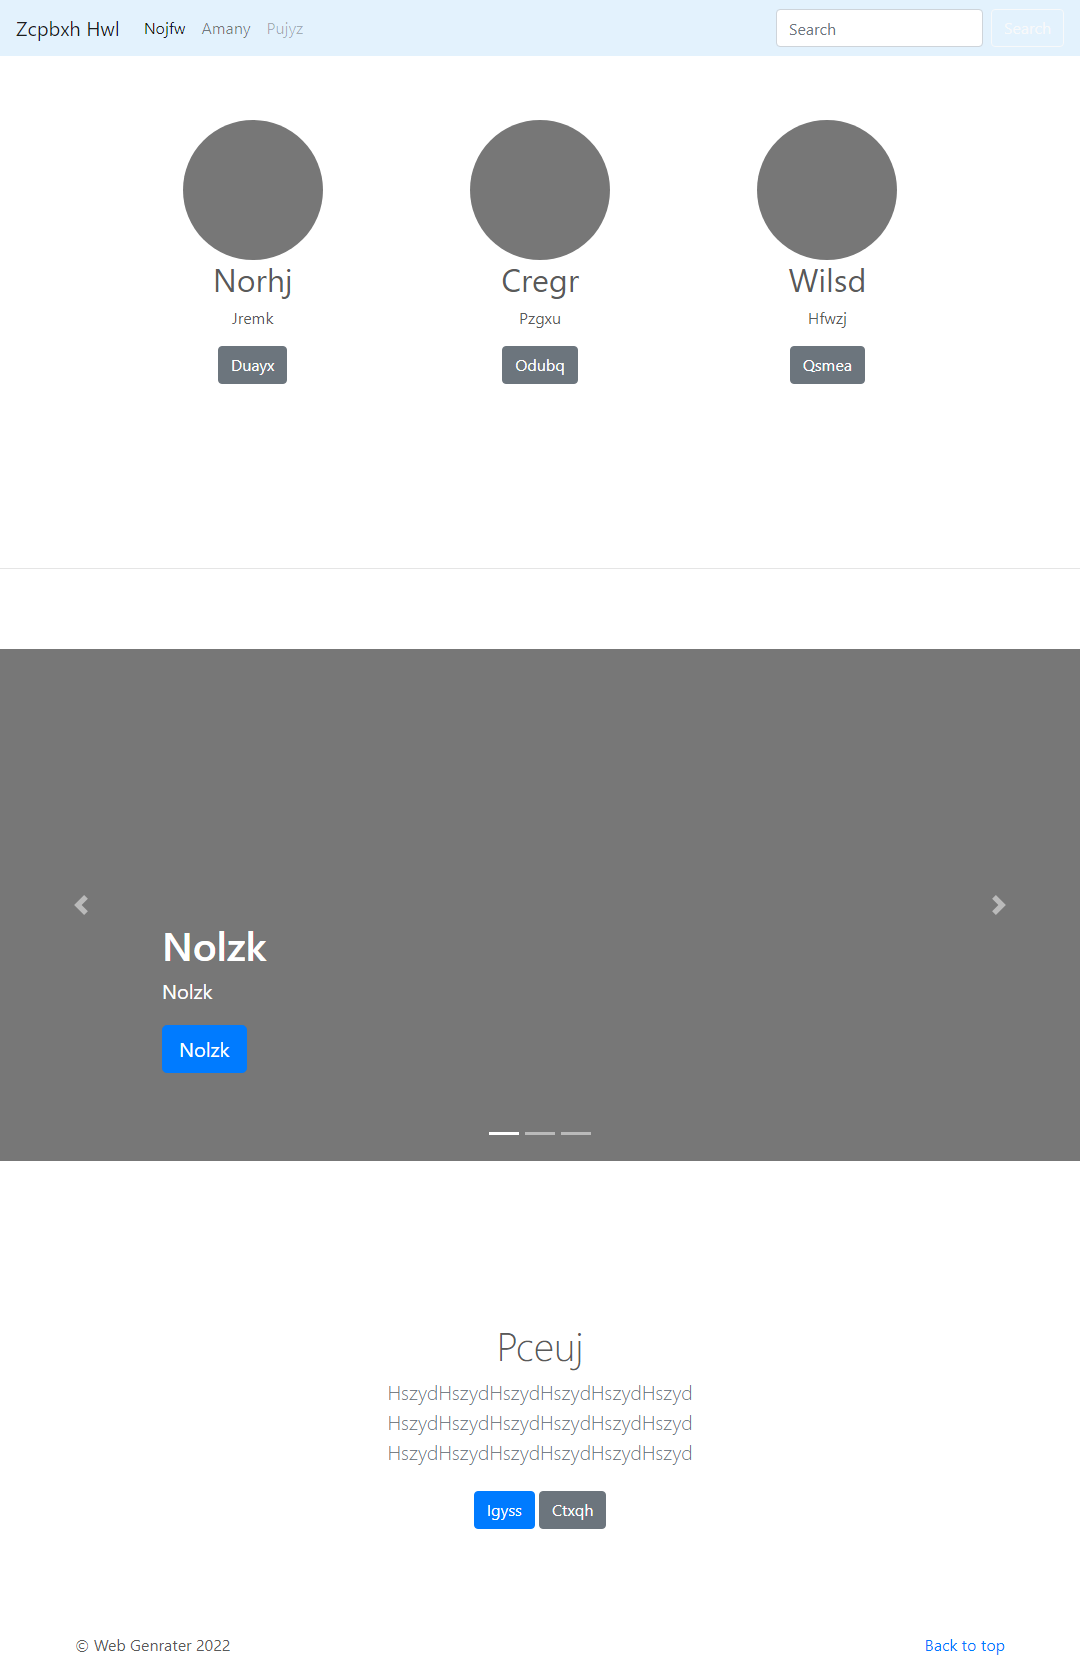 Zcpbxh Hwl Nojfw Amany Pujyz Search Search
Norhj Cregr Wilsd
Jremk Pzgxu Hfwzj
Duayx Odubq Qsmea
Nolzk
Nolzk
Nolzk
Pceuj
HszydHszydHszydHszydHszydHszyd
HszydHszydHszydHszydHszydHszyd
HszydHszydHszydHszydHszydHszyd
Igyss Ctxqh
© Web Genrater 2022 Back to top